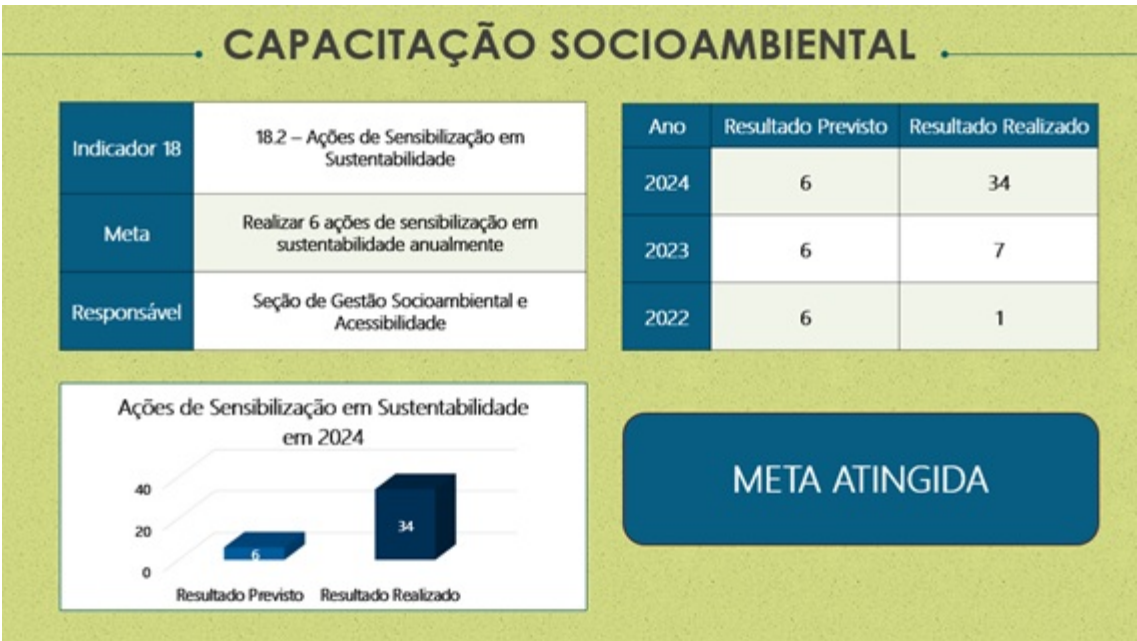 CAPACITAÇÃO SOCIOAMBIENTAL
Indicador 18
18.2 – Ações de Sensibilização em
Sustentabilidade
Meta
Realizar 6 ações de sensibilização em
sustentabilidade anualmente
Responsável
Seção de Gestão Socioambiental e
Acessibilidade
Ano Resultado Previsto Resultado Realizado
2024 6 34
2023 6 7
2022 6 1
Ações de Sensibilização em Sustentabilidade
em 2024
40
20
0
6
34
Resultado Previsto Resultado Realizado
META ATINGIDA